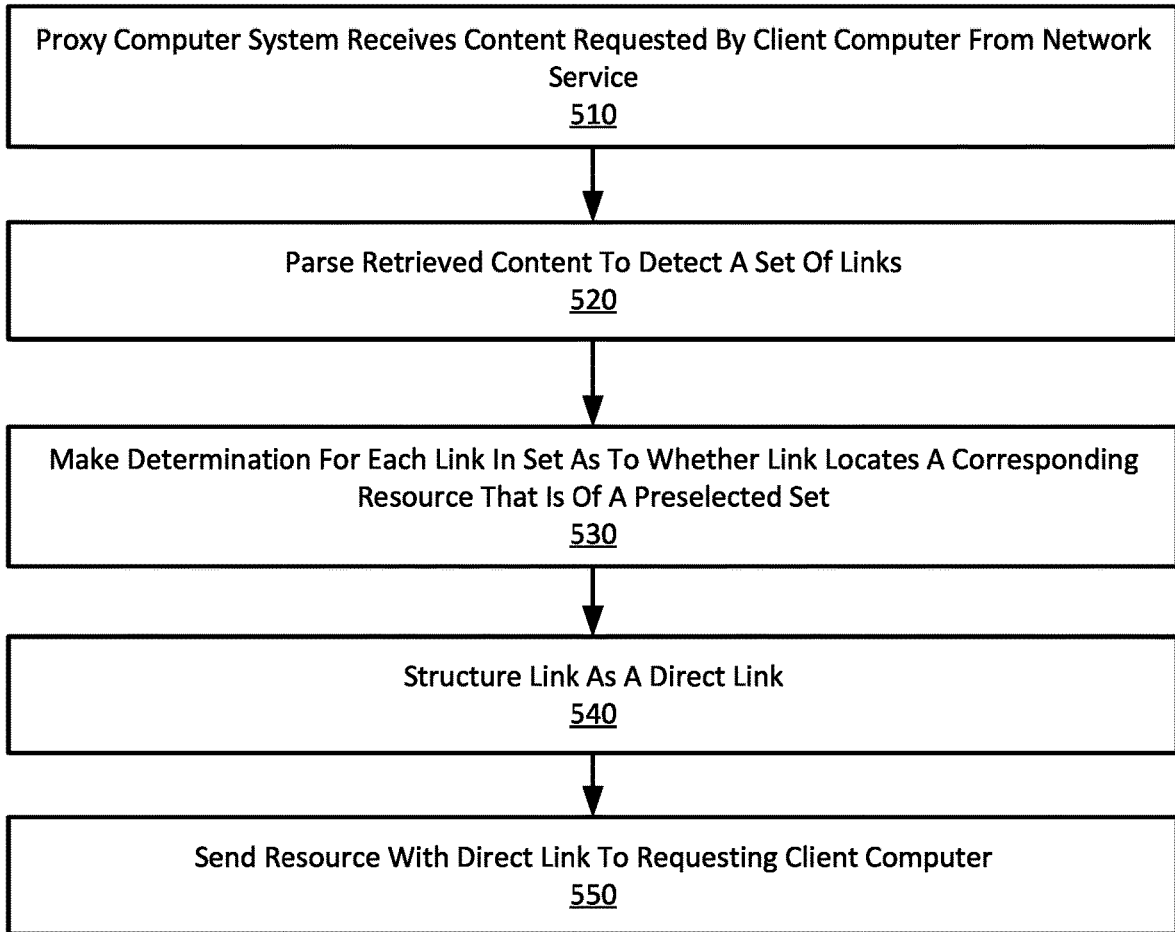 Proxy Computer System Receives Content Requested By Client Computer From Network
Service
510
Parse Retrieved Content To Detect A Set Of Links
520
Make Determination For Each Link In Set As To Whether Link Locates A Corresponding
Resource That Is Of A Preselected Set
530
Structure Link As A Direct Link
540
Send Resource With Direct Link To Requesting Client Computer
550